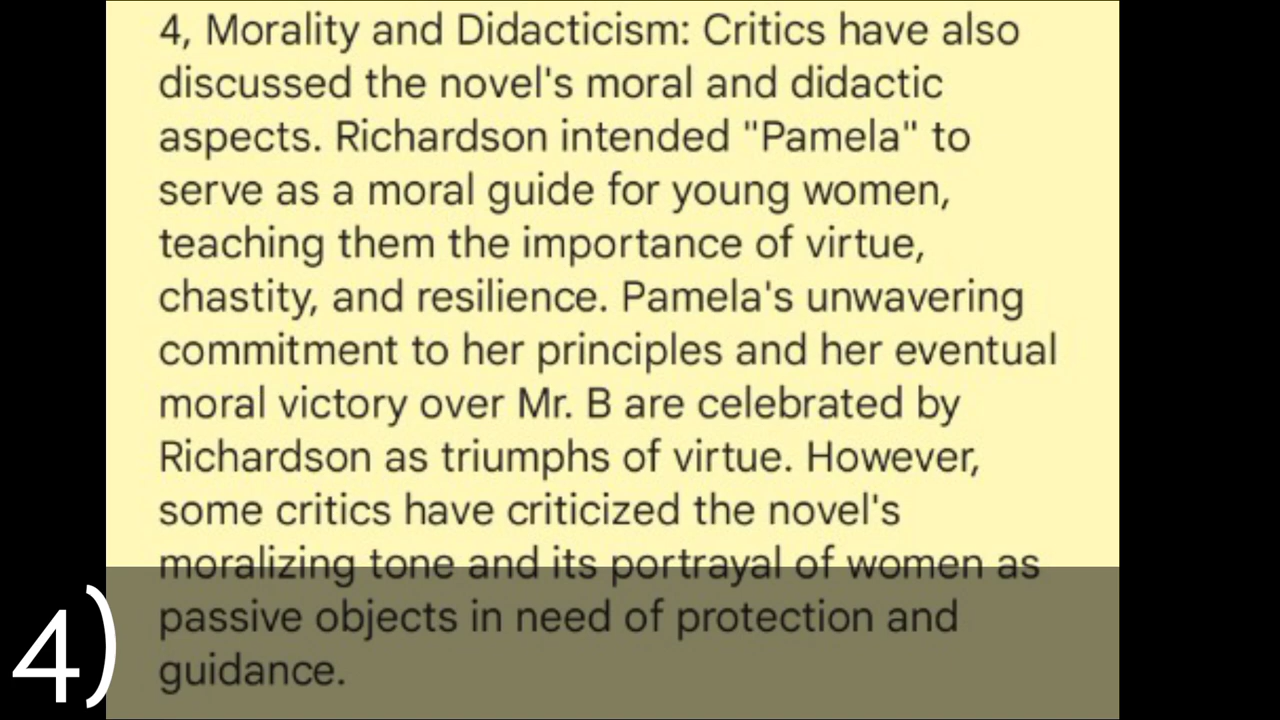 4, Morality and Didacticism: Critics have also
discussed the novel's moral and didactic
aspects. Richardson intended "Pamela" to
serve as a moral guide for young women,
teaching them the importance of virtue,
chastity, and resilience. Pamela's unwavering
commitment to her principles and her eventual
moral victory over Mr. B are celebrated by
Richardson as triumphs of virtue. However,
some critics have criticized the novel's
moralizing tone and its portrayal of women as
passive objects in need of protection and
guidance.
4)